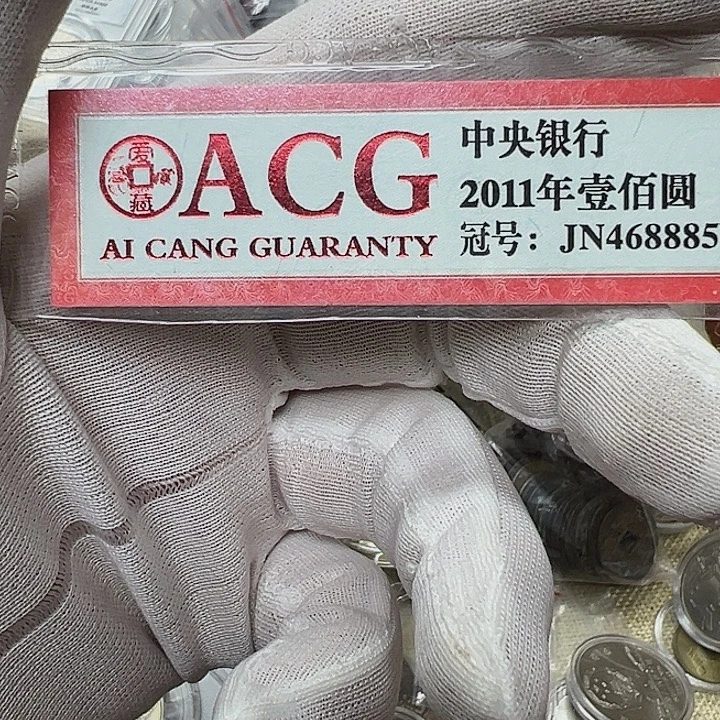 爱藏
ACG
AI CANG GUARANTY
中央银行
2011年壹佰圆
冠号：JN468885